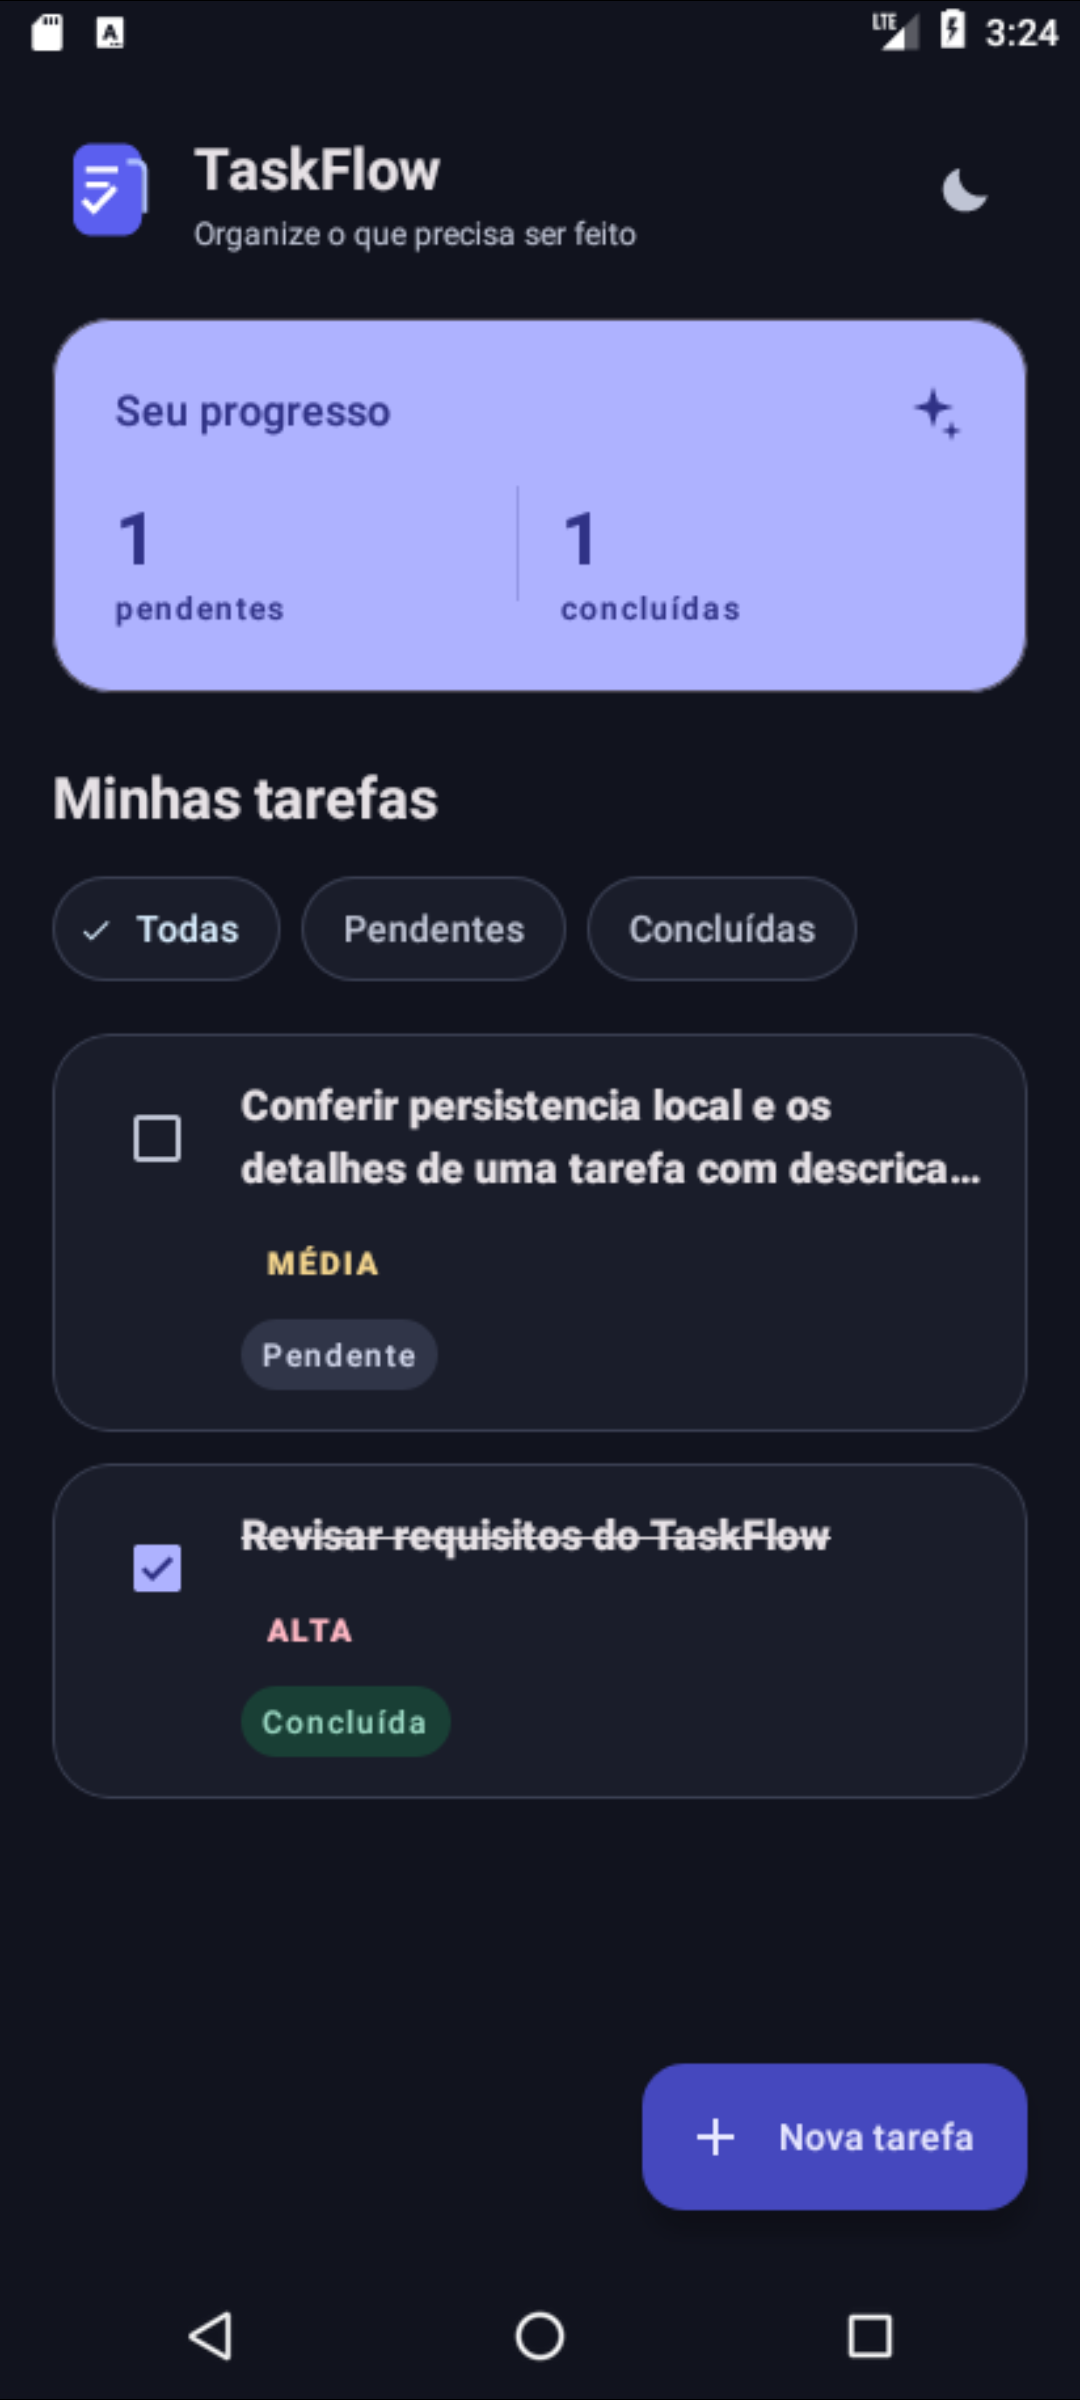 LTE 3:24
TaskFlow
Organize o que precisa ser feito
Seu progresso
1 1
pendentes concluídas
Minhas tarefas
Todas Pendentes Concluídas
Conferir persistencia local e os
detalhes de uma tarefa com descrica...
MÉDIA
Pendente
Revisar requisitos do TaskFlow
ALTA
Concluída
Nova tarefa